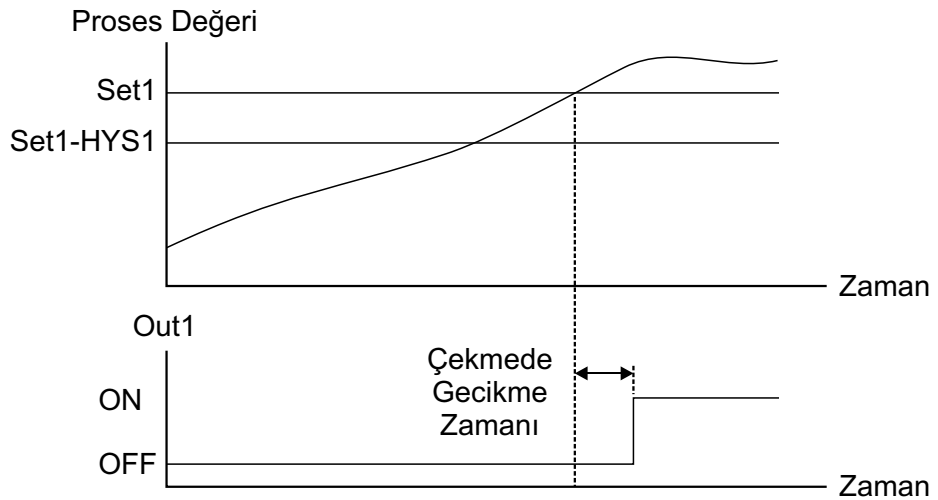 Proses Değeri
Set1
Set1-HYS1
Zaman
Out1
Çekmede
Gecikme
Zamanı
ON
OFF
Zaman